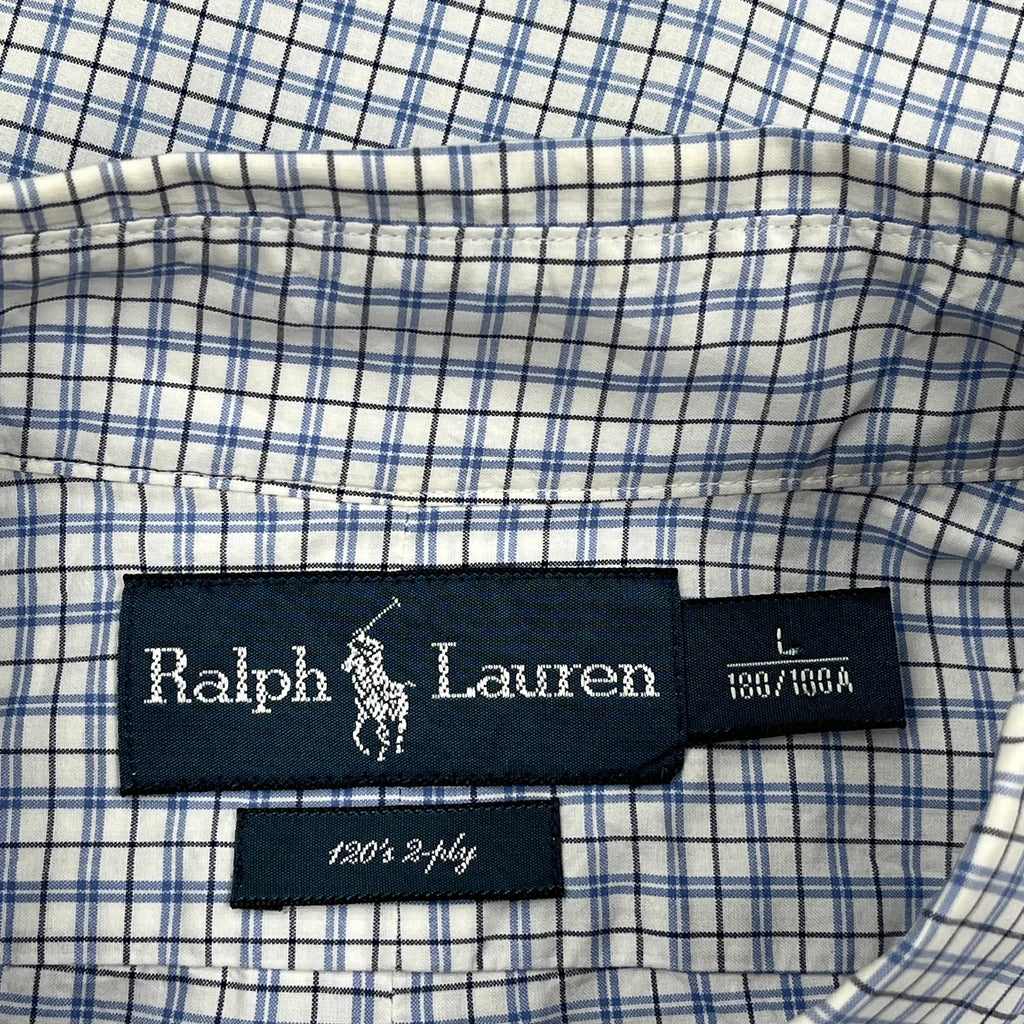 Ralph Lauren
L
180/100A
120's 2-ply